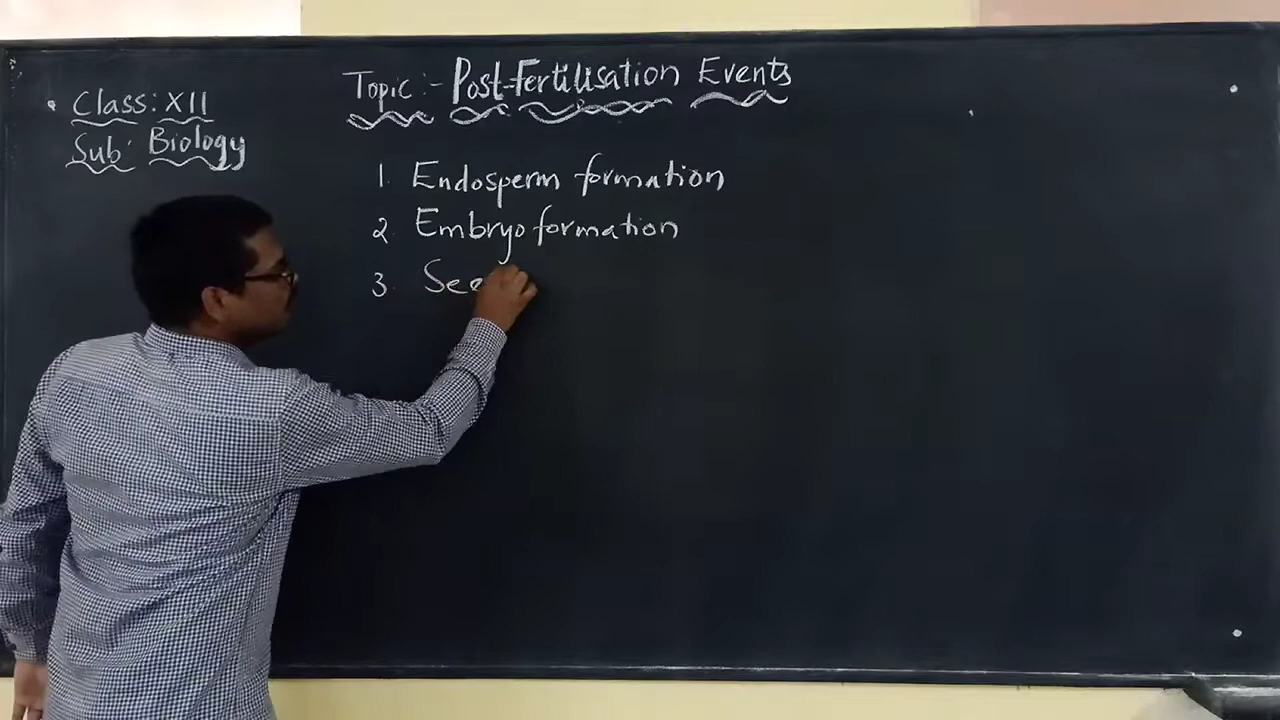 Class: XII
Sub: Biology
Topic:- Post-Fertilisation Events
1. Endosperm formation
2. Embryo formation
3. See